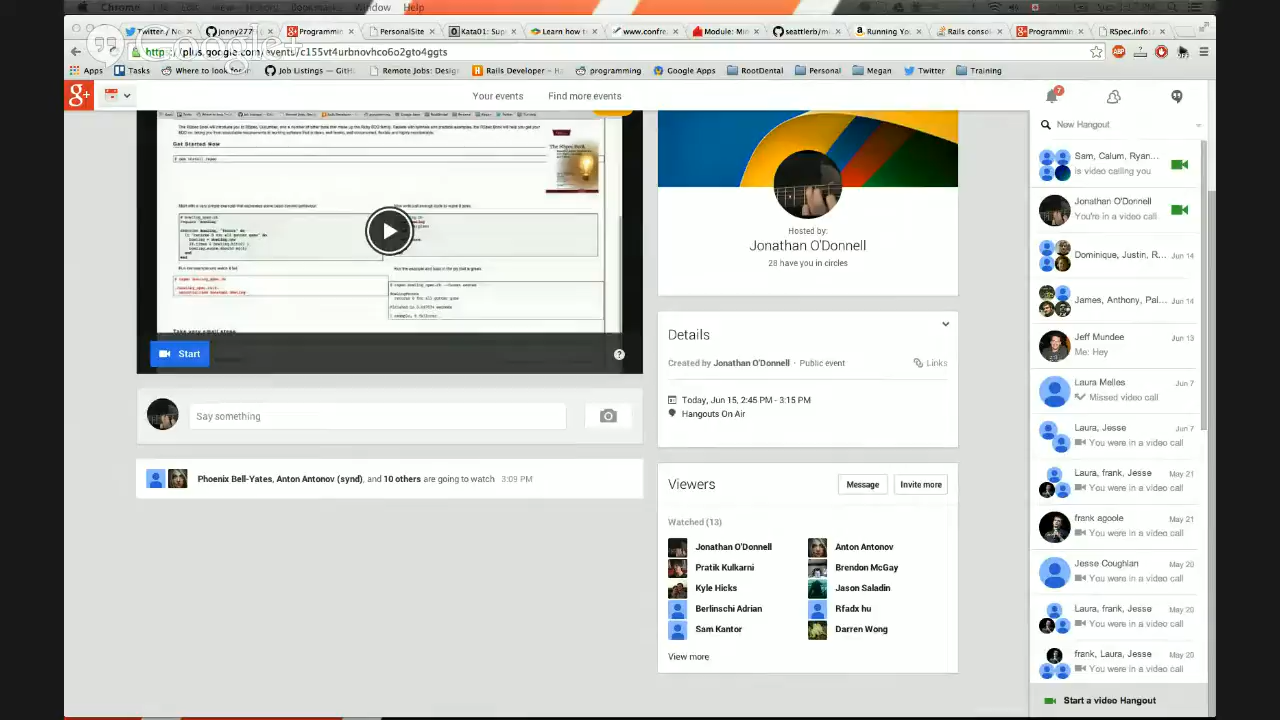 Chrome
Window Help
Google+
Twitter / No
jonny777
Programming
PersonalSite
Kata01: Sup
Learn how to
www.confre
Module: Mi
seattlerb/m
Running You
Rails consol
Programming
RSpec.info:
https://plus.google.com/events/c155vt4urbnovhco6o2gto4ggts
Apps
Tasks
Where to look for
Job Listings — GitH
Remote Jobs: Design
Rails Developer -
programming
Google Apps
RootDental
Personal
Megan
Twitter
Training
g+
Your events
Find more events
7
New Hangout
Get Started Now
Start
?
Say something
Phoenix Bell-Yates, Anton Antonov (synd), and 10 others are going to watch 3:09 PM
Hosted by:
Jonathan O'Donnell
28 have you in circles
Details
Created by Jonathan O'Donnell · Public event
Links
Today, Jun 15, 2:45 PM - 3:15 PM
Hangouts On Air
Viewers
Message
Invite more
Watched (13)
Jonathan O'Donnell
Anton Antonov
Pratik Kulkarni
Brendon McGay
Kyle Hicks
Jason Saladin
Berlinschi Adrian
Rfadx hu
Sam Kantor
Darren Wong
View more
Sam, Calum, Ryan...
is video calling you
Jonathan O'Donnell
You're in a video call
Dominique, Justin, R... Jun 14
James, Anthony, Pal... Jun 14
Jeff Mundee Jun 13
Me: Hey
Laura Melles Jun 7
Missed video call
Laura, Jesse Jun 7
You were in a video call
Laura, frank, Jesse May 21
You were in a video call
frank agoole May 21
You were in a video call
Jesse Coughlan May 20
You were in a video call
Laura, frank, Jesse May 20
You were in a video call
frank, Laura, Jesse May 20
You were in a video call
Start a video Hangout